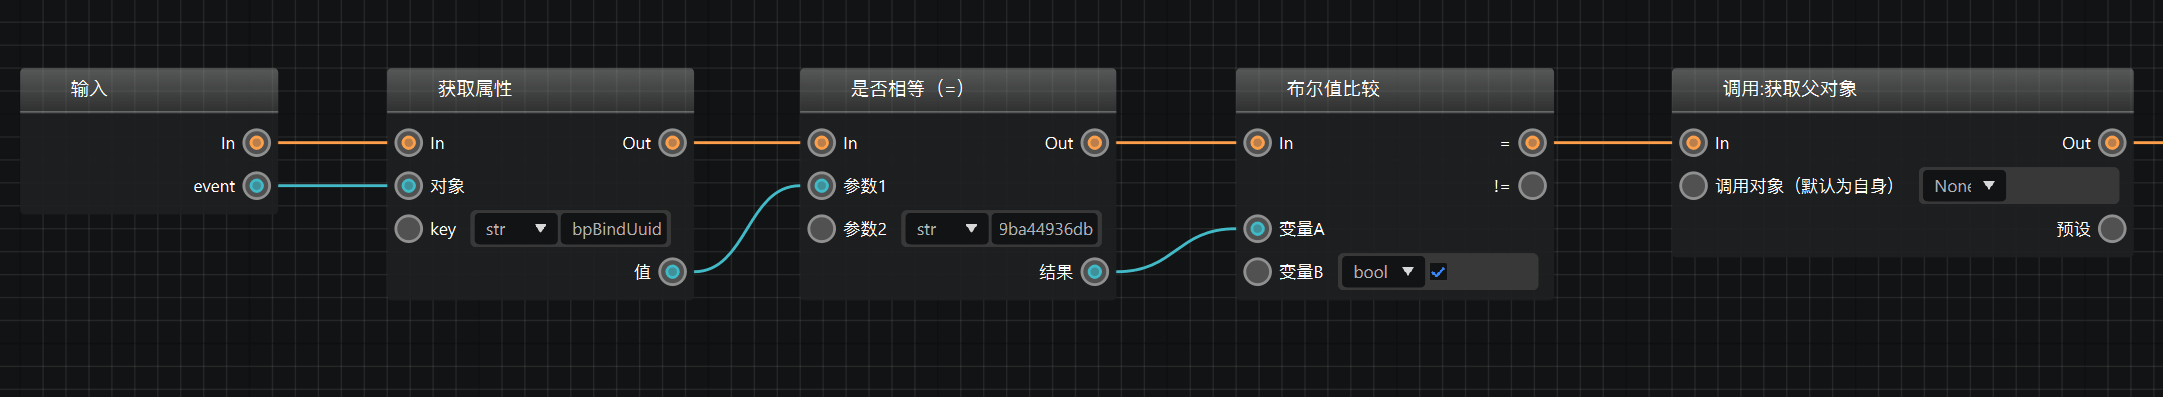 输入
In
event
获取属性
In
Out
对象
key
str
bpBindUuid
值
是否相等（=）
In
Out
参数1
参数2
str
9ba44936db
结果
布尔值比较
In
=
!=
变量A
变量B
bool
调用:获取父对象
In
Out
调用对象（默认为自身）
None
预设